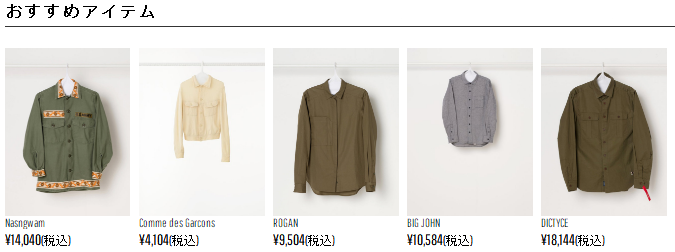 おすすめアイテム
Nasngwam
¥14,040(税込)
Comme des Garcons
¥4,104(税込)
ROGAN
¥9,504(税込)
BIG JOHN
¥10,584(税込)
DICTYCE
¥18,144(税込)